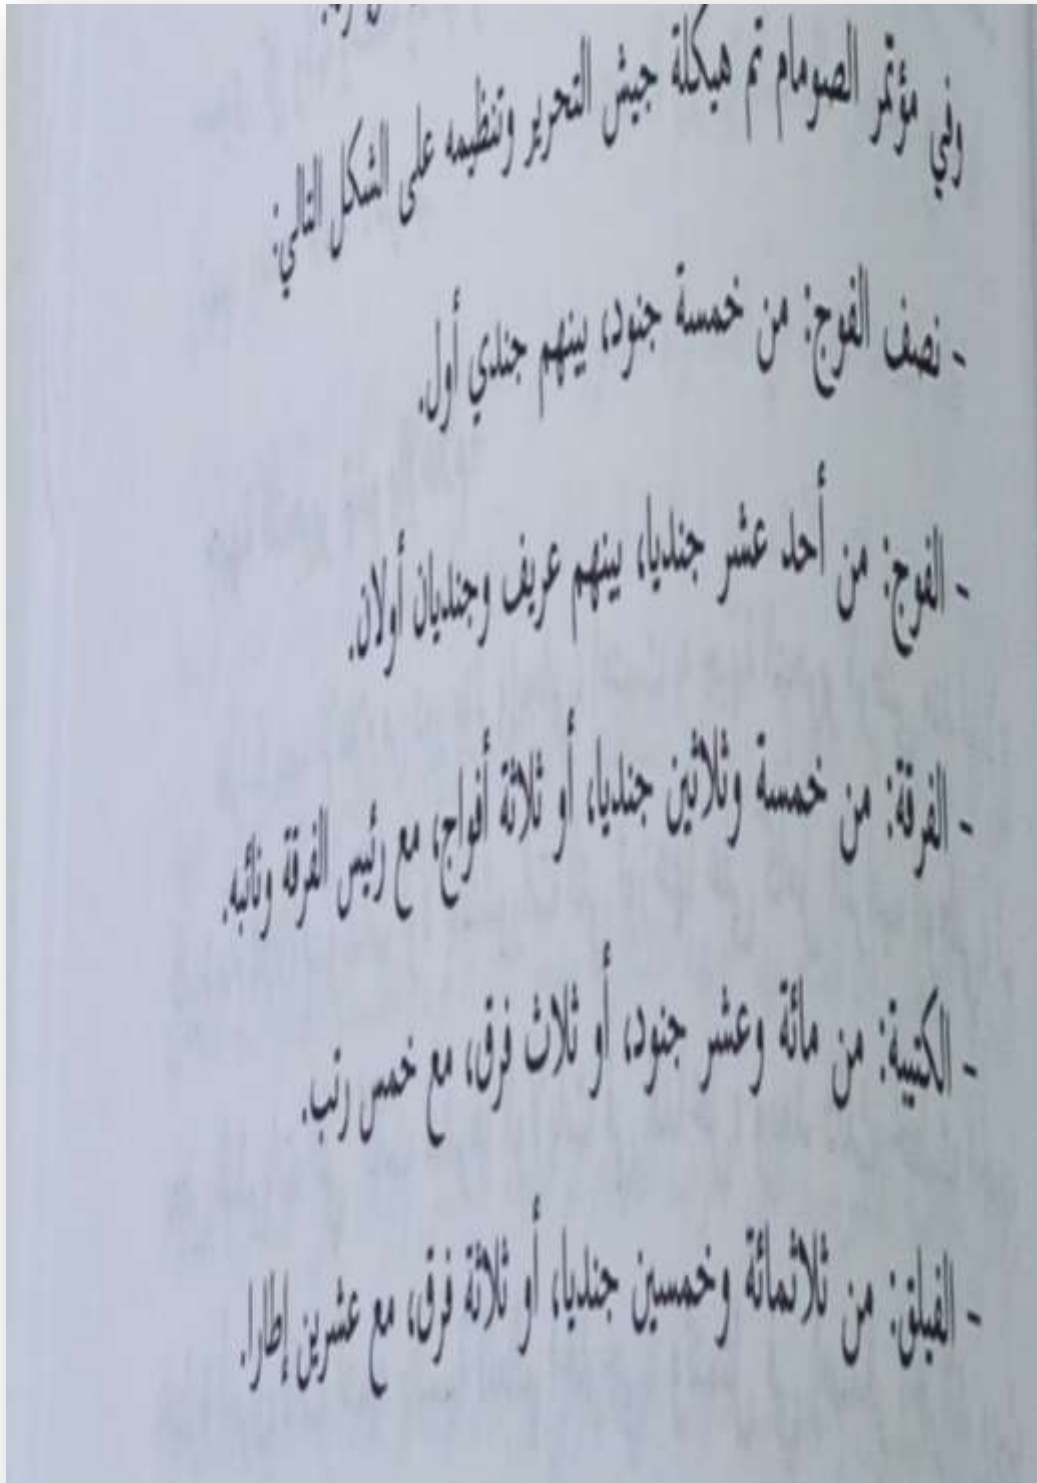 وفي مؤتمر الصومام تم هيكلة جيش التحرير وتنظيمه على الشكل التالي:
- نصف الفوج: من خمسة جنود، بينهم جندي أول.
- الفوج: من أحد عشر جنديا، بينهم عريف وجنديان أولان.
- الفرقة: من خمسة وثلاثين جنديا، أو ثلاثة أفواج، مع رئيس الفرقة ونائبه.
- الكتيبة: من مائة وعشر جنود، أو ثلاث فرق، مع خمس رتب.
- الفيلق: من ثلاثمائة وخمسين جنديا، أو ثلاثة فرق، مع عشرين إطارا.